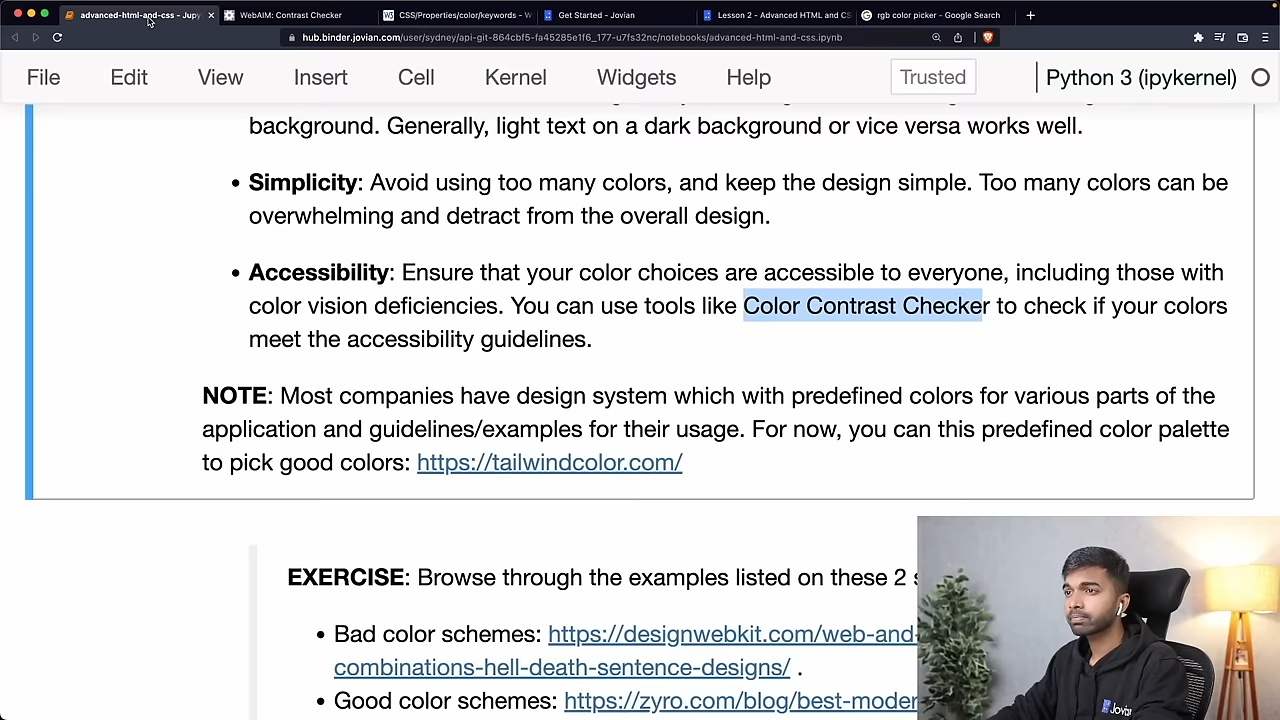 advanced-html-and-css - Jupy
WebAIM: Contrast Checker
CSS/Properties/color/keywords - W
Get Started - Jovian
Lesson 2 - Advanced HTML and CS
rgb color picker - Google Search
hub.binder.jovian.com/user/sydney/api-git-864cbf5-fa45285e1f6_177-u7fs32nc/notebooks/advanced-html-and-css.ipynb
File Edit View Insert Cell Kernel Widgets Help Trusted Python 3 (ipykernel)
background. Generally, light text on a dark background or vice versa works well.
• Simplicity: Avoid using too many colors, and keep the design simple. Too many colors can be
overwhelming and detract from the overall design.
• Accessibility: Ensure that your color choices are accessible to everyone, including those with
color vision deficiencies. You can use tools like Color Contrast Checker to check if your colors
meet the accessibility guidelines.
NOTE: Most companies have design system which with predefined colors for various parts of the
application and guidelines/examples for their usage. For now, you can this predefined color palette
to pick good colors: https://tailwindcolor.com/
EXERCISE: Browse through the examples listed on these 2 s
• Bad color schemes: https://designwebkit.com/web-and-
combinations-hell-death-sentence-designs/ .
• Good color schemes: https://zyro.com/blog/best-moder
Jovian